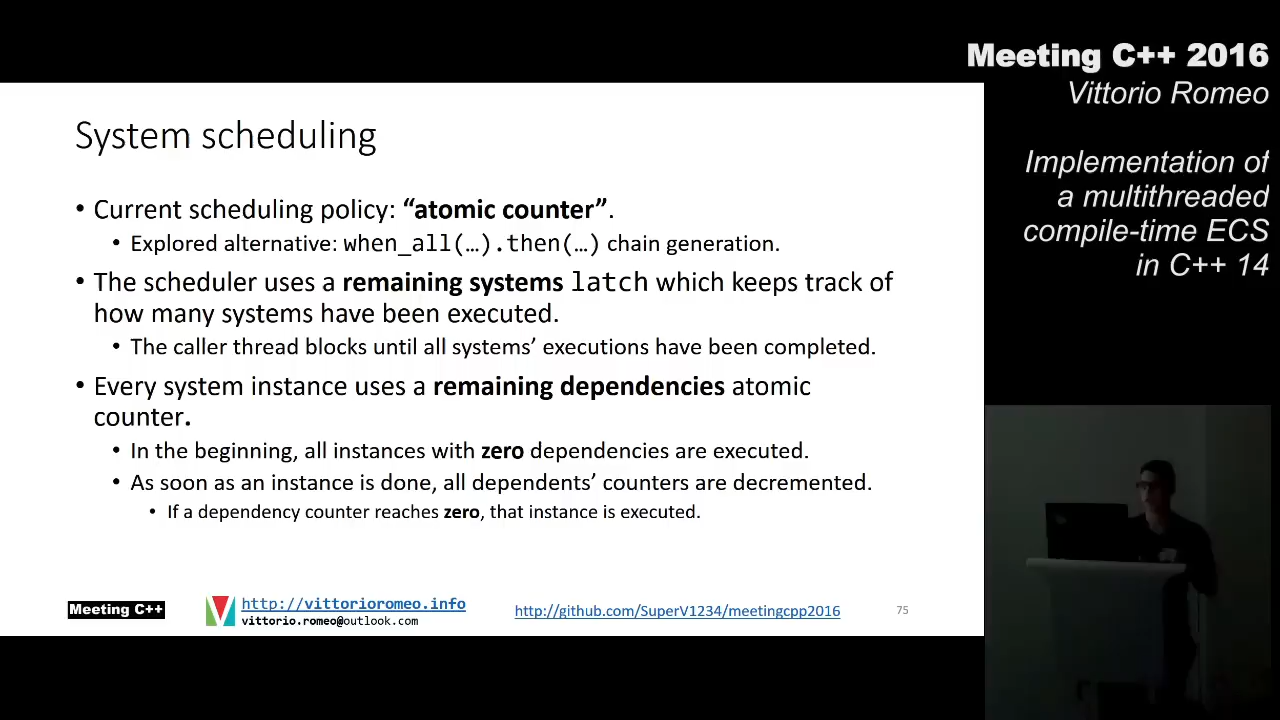 Meeting C++ 2016
Vittorio Romeo
Implementation of
a multithreaded
compile-time ECS
in C++ 14
System scheduling
• Current scheduling policy: “atomic counter”.
• Explored alternative: when_all(…).then(…) chain generation.
• The scheduler uses a remaining systems latch which keeps track of
how many systems have been executed.
• The caller thread blocks until all systems’ executions have been completed.
• Every system instance uses a remaining dependencies atomic
counter.
• In the beginning, all instances with zero dependencies are executed.
• As soon as an instance is done, all dependents’ counters are decremented.
• If a dependency counter reaches zero, that instance is executed.
Meeting C++
http://vittorioromeo.info
vittorio.romeo@outlook.com
http://github.com/SuperV1234/meetingcpp2016
75